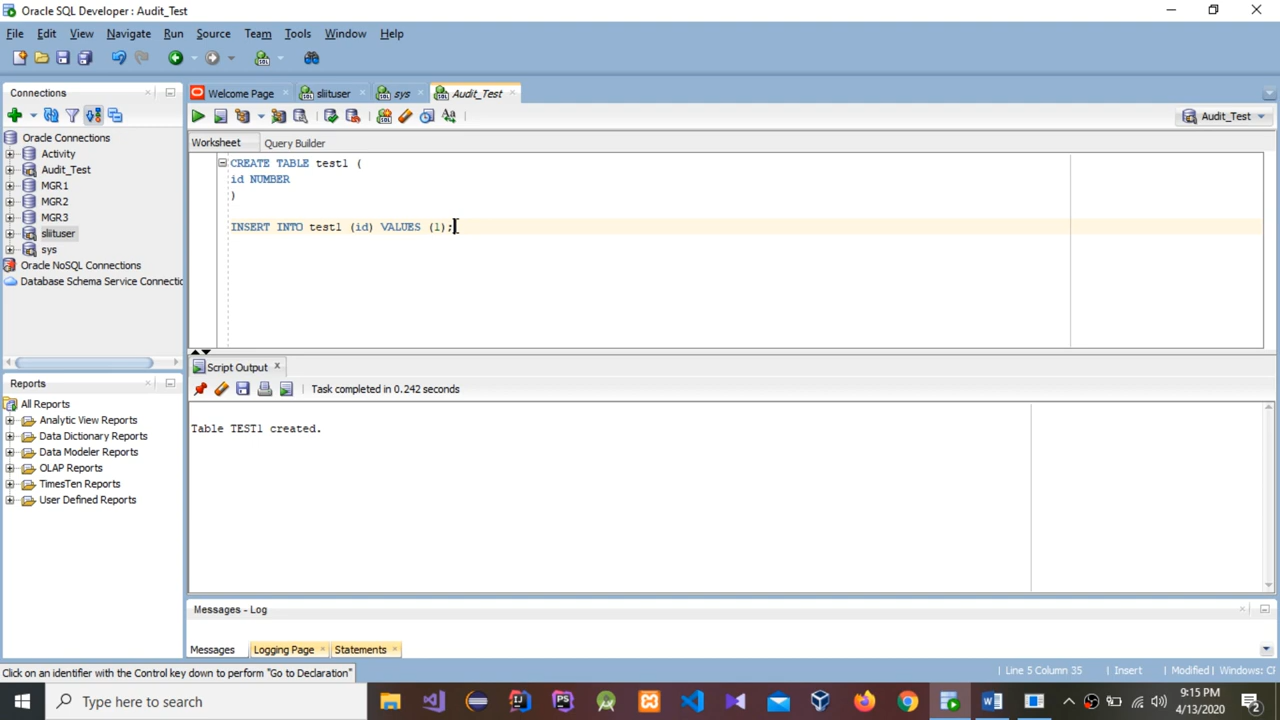 Oracle SQL Developer : Audit_Test
File Edit View Navigate Run Source Team Tools Window Help
Connections
Welcome Page
sliituser
sys
Audit_Test
Audit_Test
Worksheet
Query Builder
Oracle Connections
Activity
Audit_Test
MGR1
MGR2
MGR3
sliituser
sys
Oracle NoSQL Connections
Database Schema Service Connectic
CREATE TABLE test1 (
id NUMBER
)
INSERT INTO test1 (id) VALUES (1);
Script Output
Task completed in 0.242 seconds
Table TEST1 created.
Reports
All Reports
Analytic View Reports
Data Dictionary Reports
Data Modeler Reports
OLAP Reports
TimesTen Reports
User Defined Reports
Messages - Log
Messages
Logging Page
Statements
Click on an identifier with the Control key down to perform "Go to Declaration"
Line 5 Column 35
Insert
Modified
Windows: CI
Type here to search
9:15 PM
4/13/2020
2